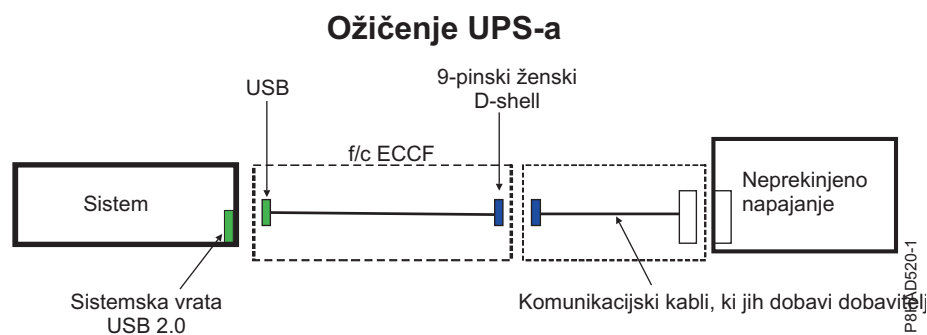 Ožičenje UPS-a
USB
9-pinski ženski
D-shell
f/c ECCF
Sistem
Neprekinjeno
napajanje
Sistemska vrata
USB 2.0
Komunikacijski kabli, ki jih dobavi dobavitelj
P8HAD520-1